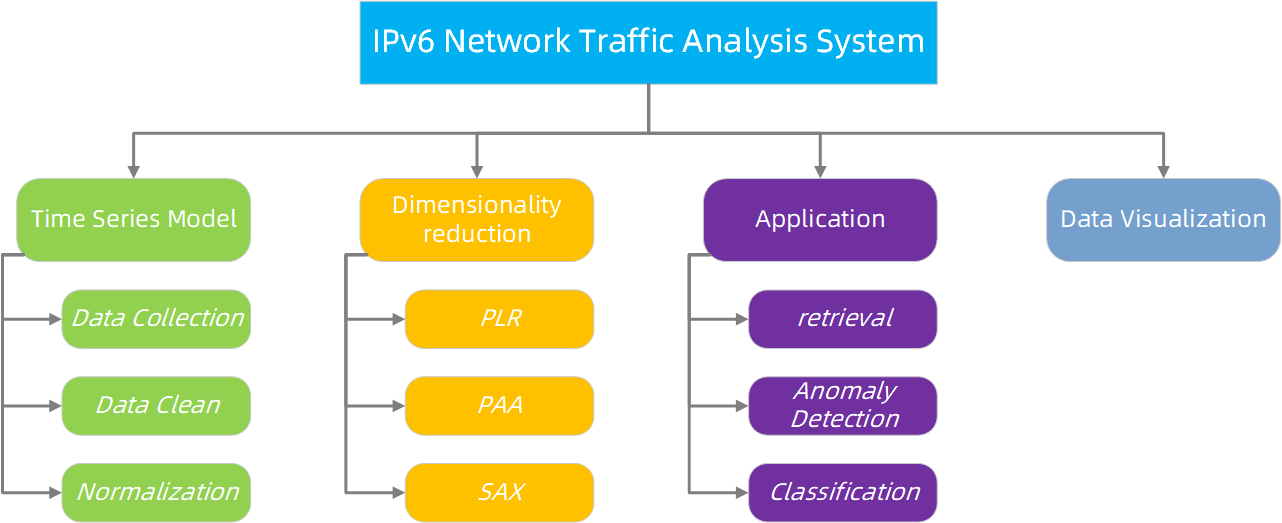 IPv6 Network Traffic Analysis System
Time Series Model
Dimensionality
reduction
Application
Data Visualization
Data Collection
PLR
retrieval
Data Clean
PAA
Anomaly
Detection
Normalization
SAX
Classification